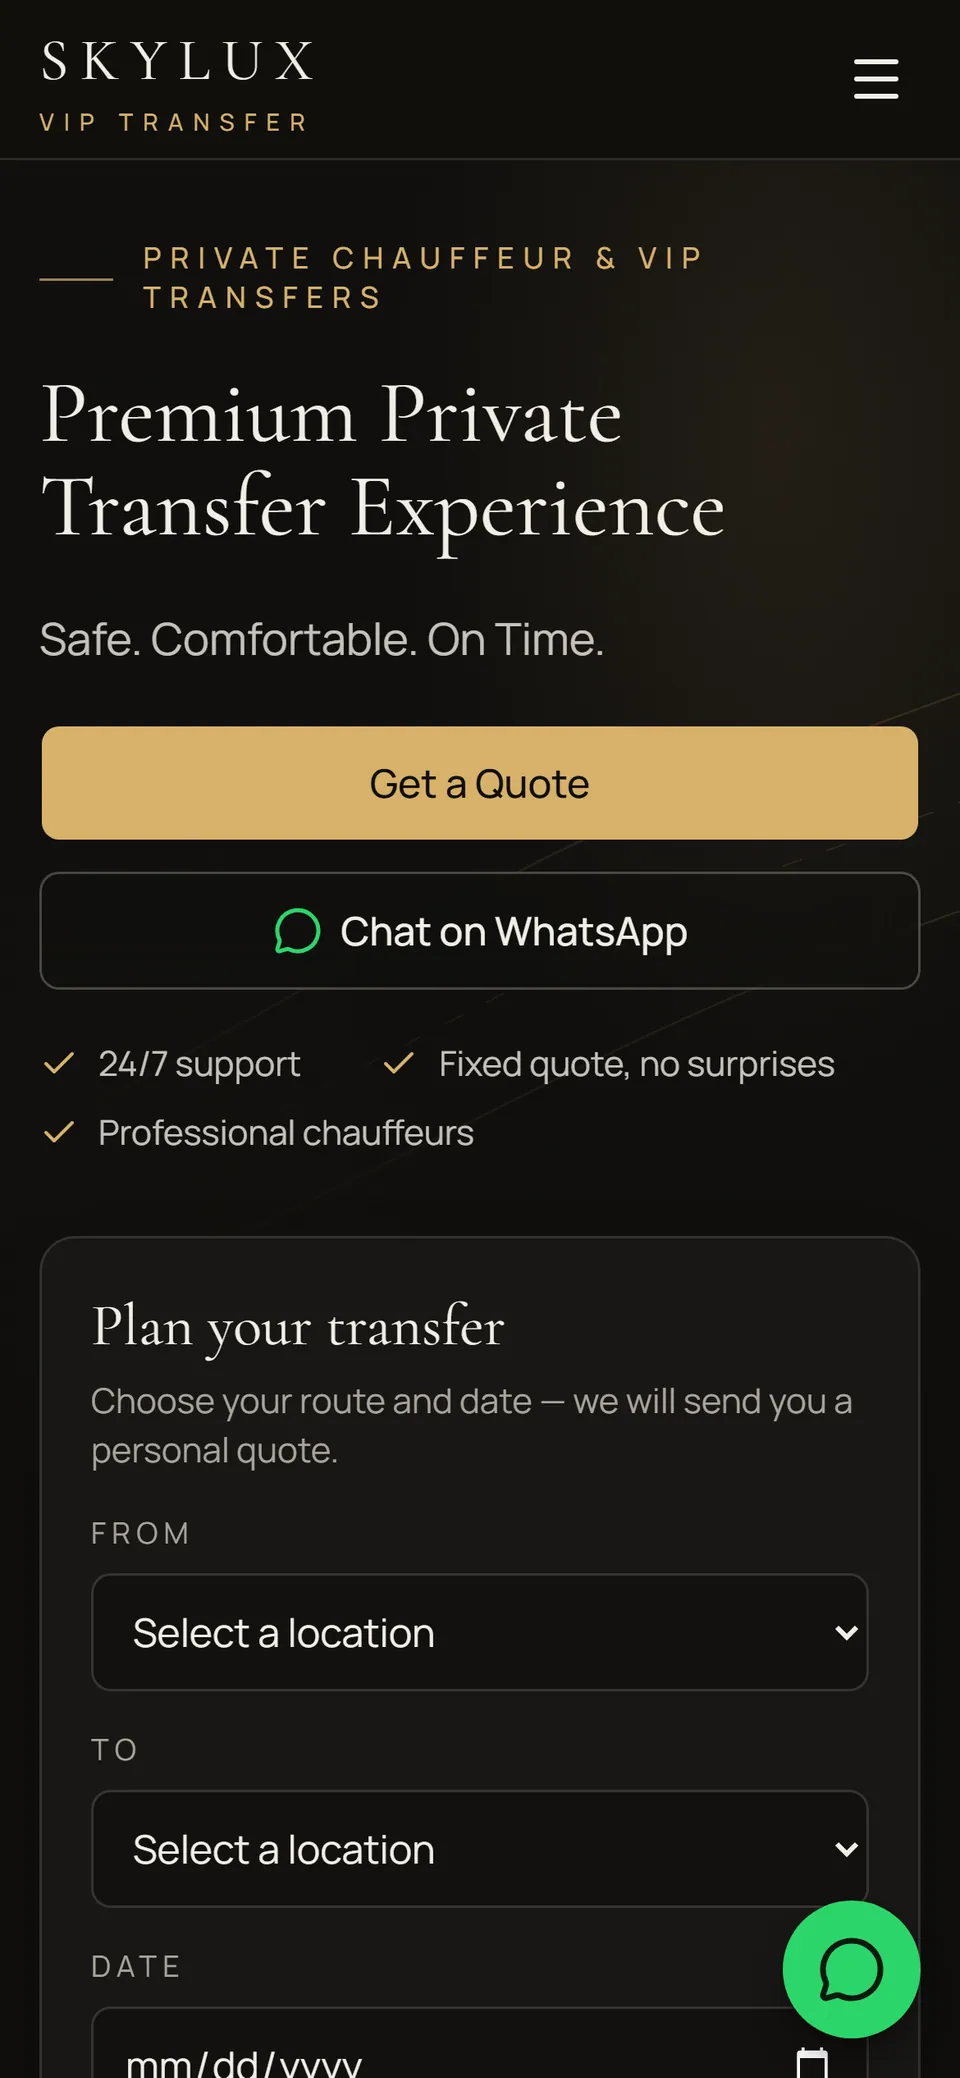 SKYLUX
VIP TRANSFER
PRIVATE CHAUFFEUR & VIP
TRANSFERS
Premium Private
Transfer Experience
Safe. Comfortable. On Time.
Get a Quote
Chat on WhatsApp
24/7 support
Fixed quote, no surprises
Professional chauffeurs
Plan your transfer
Choose your route and date — we will send you a
personal quote.
FROM
Select a location
TO
Select a location
DATE
mm/dd/yyyy